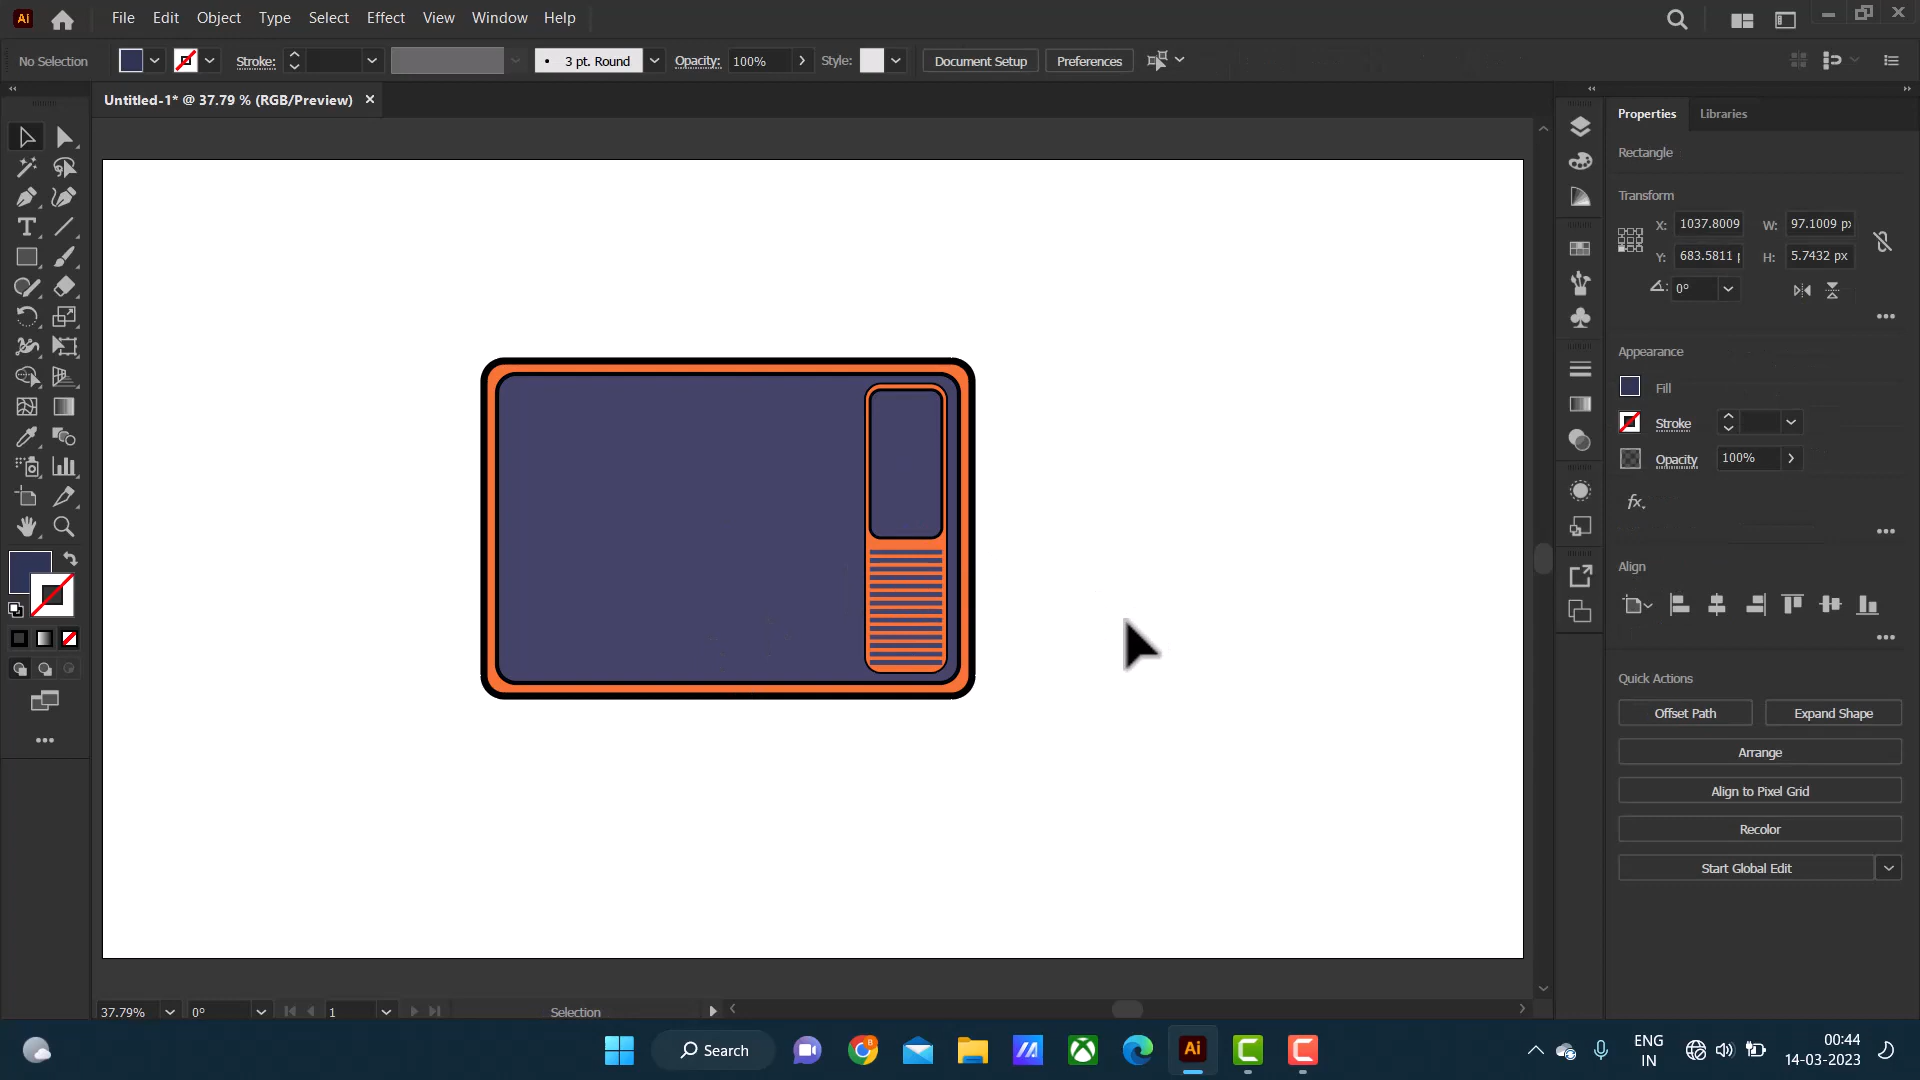 Ai File Edit Object Type Select Effect View Window Help
No Selection Stroke: 3 pt. Round Opacity: 100% Style: Document Setup Preferences
Untitled-1* @ 37.79 % (RGB/Preview)
Properties Libraries
Rectangle
Transform
X: 1037.8009 W: 97.1009 px
Y: 683.5811 H: 5.7432 px
0°
Appearance
Fill
Stroke
Opacity 100%
fx
Align
Quick Actions
Offset Path Expand Shape
Arrange
Align to Pixel Grid
Recolor
Start Global Edit
37.79% 0° 1 Selection
Search
Ai
ENG
IN
00:44
14-03-2023